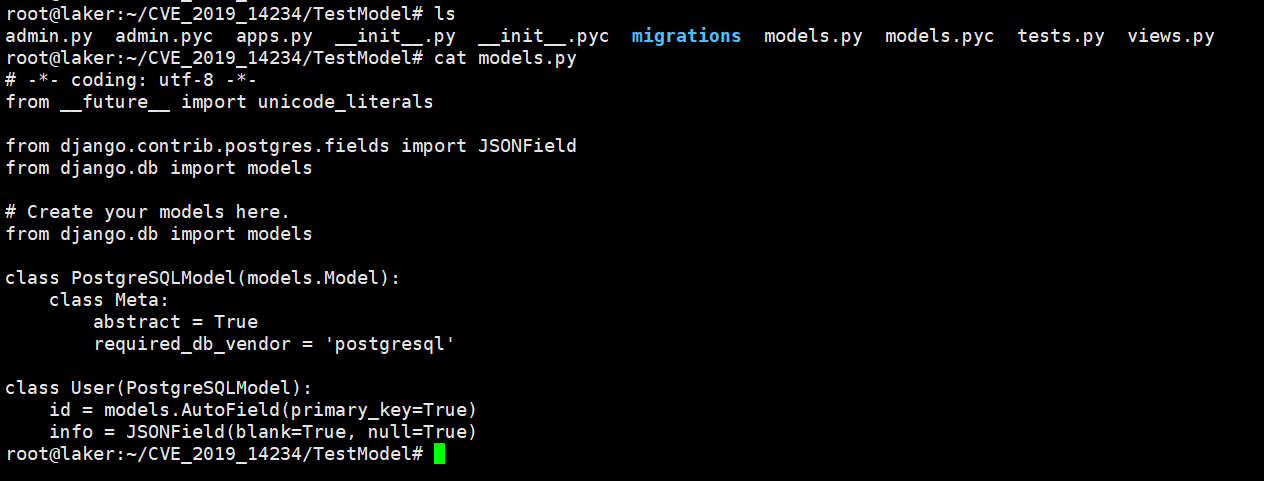 root@laker:~/CVE_2019_14234/TestModel# ls
admin.py  admin.pyc  apps.py  __init__.py  __init__.pyc  migrations  models.py  models.pyc  tests.py  views.py
root@laker:~/CVE_2019_14234/TestModel# cat models.py
# -*- coding: utf-8 -*-
from __future__ import unicode_literals

from django.contrib.postgres.fields import JSONField
from django.db import models

# Create your models here.
from django.db import models

class PostgreSQLModel(models.Model):
    class Meta:
        abstract = True
        required_db_vendor = 'postgresql'

class User(PostgreSQLModel):
    id = models.AutoField(primary_key=True)
    info = JSONField(blank=True, null=True)
root@laker:~/CVE_2019_14234/TestModel#